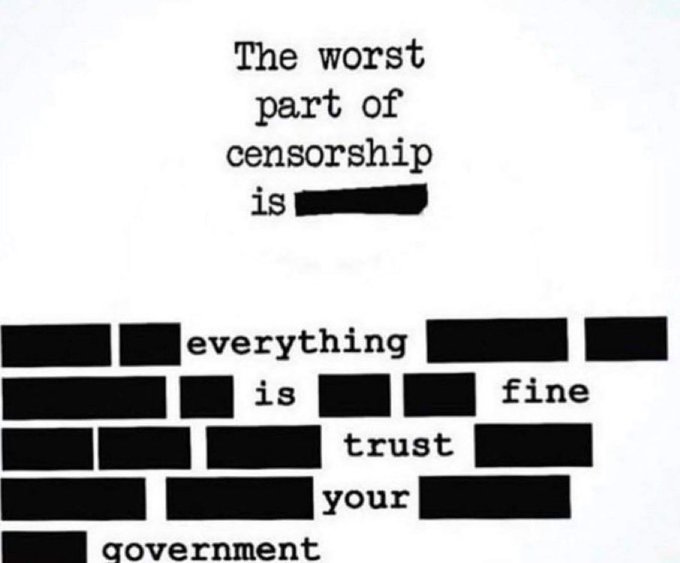 The worst
part of
censorship
is
everything
is fine
trust
your
government